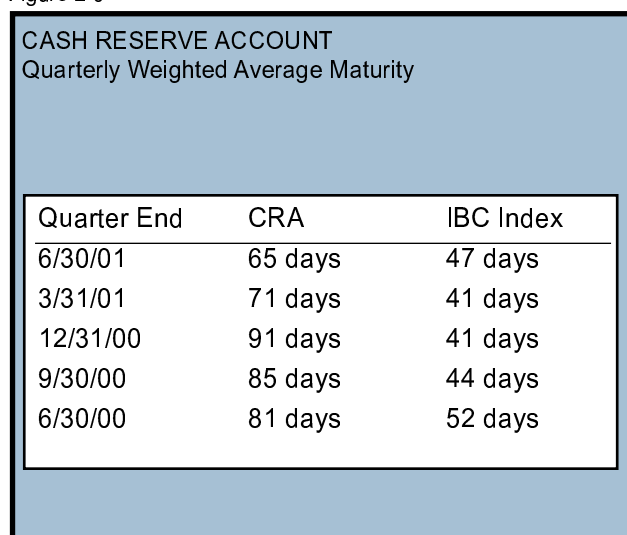 CASH RESERVE ACCOUNT
Quarterly Weighted Average Maturity
Quarter End CRA IBC Index
6/30/01 65 days 47 days
3/31/01 71 days 41 days
12/31/00 91 days 41 days
9/30/00 85 days 44 days
6/30/00 81 days 52 days